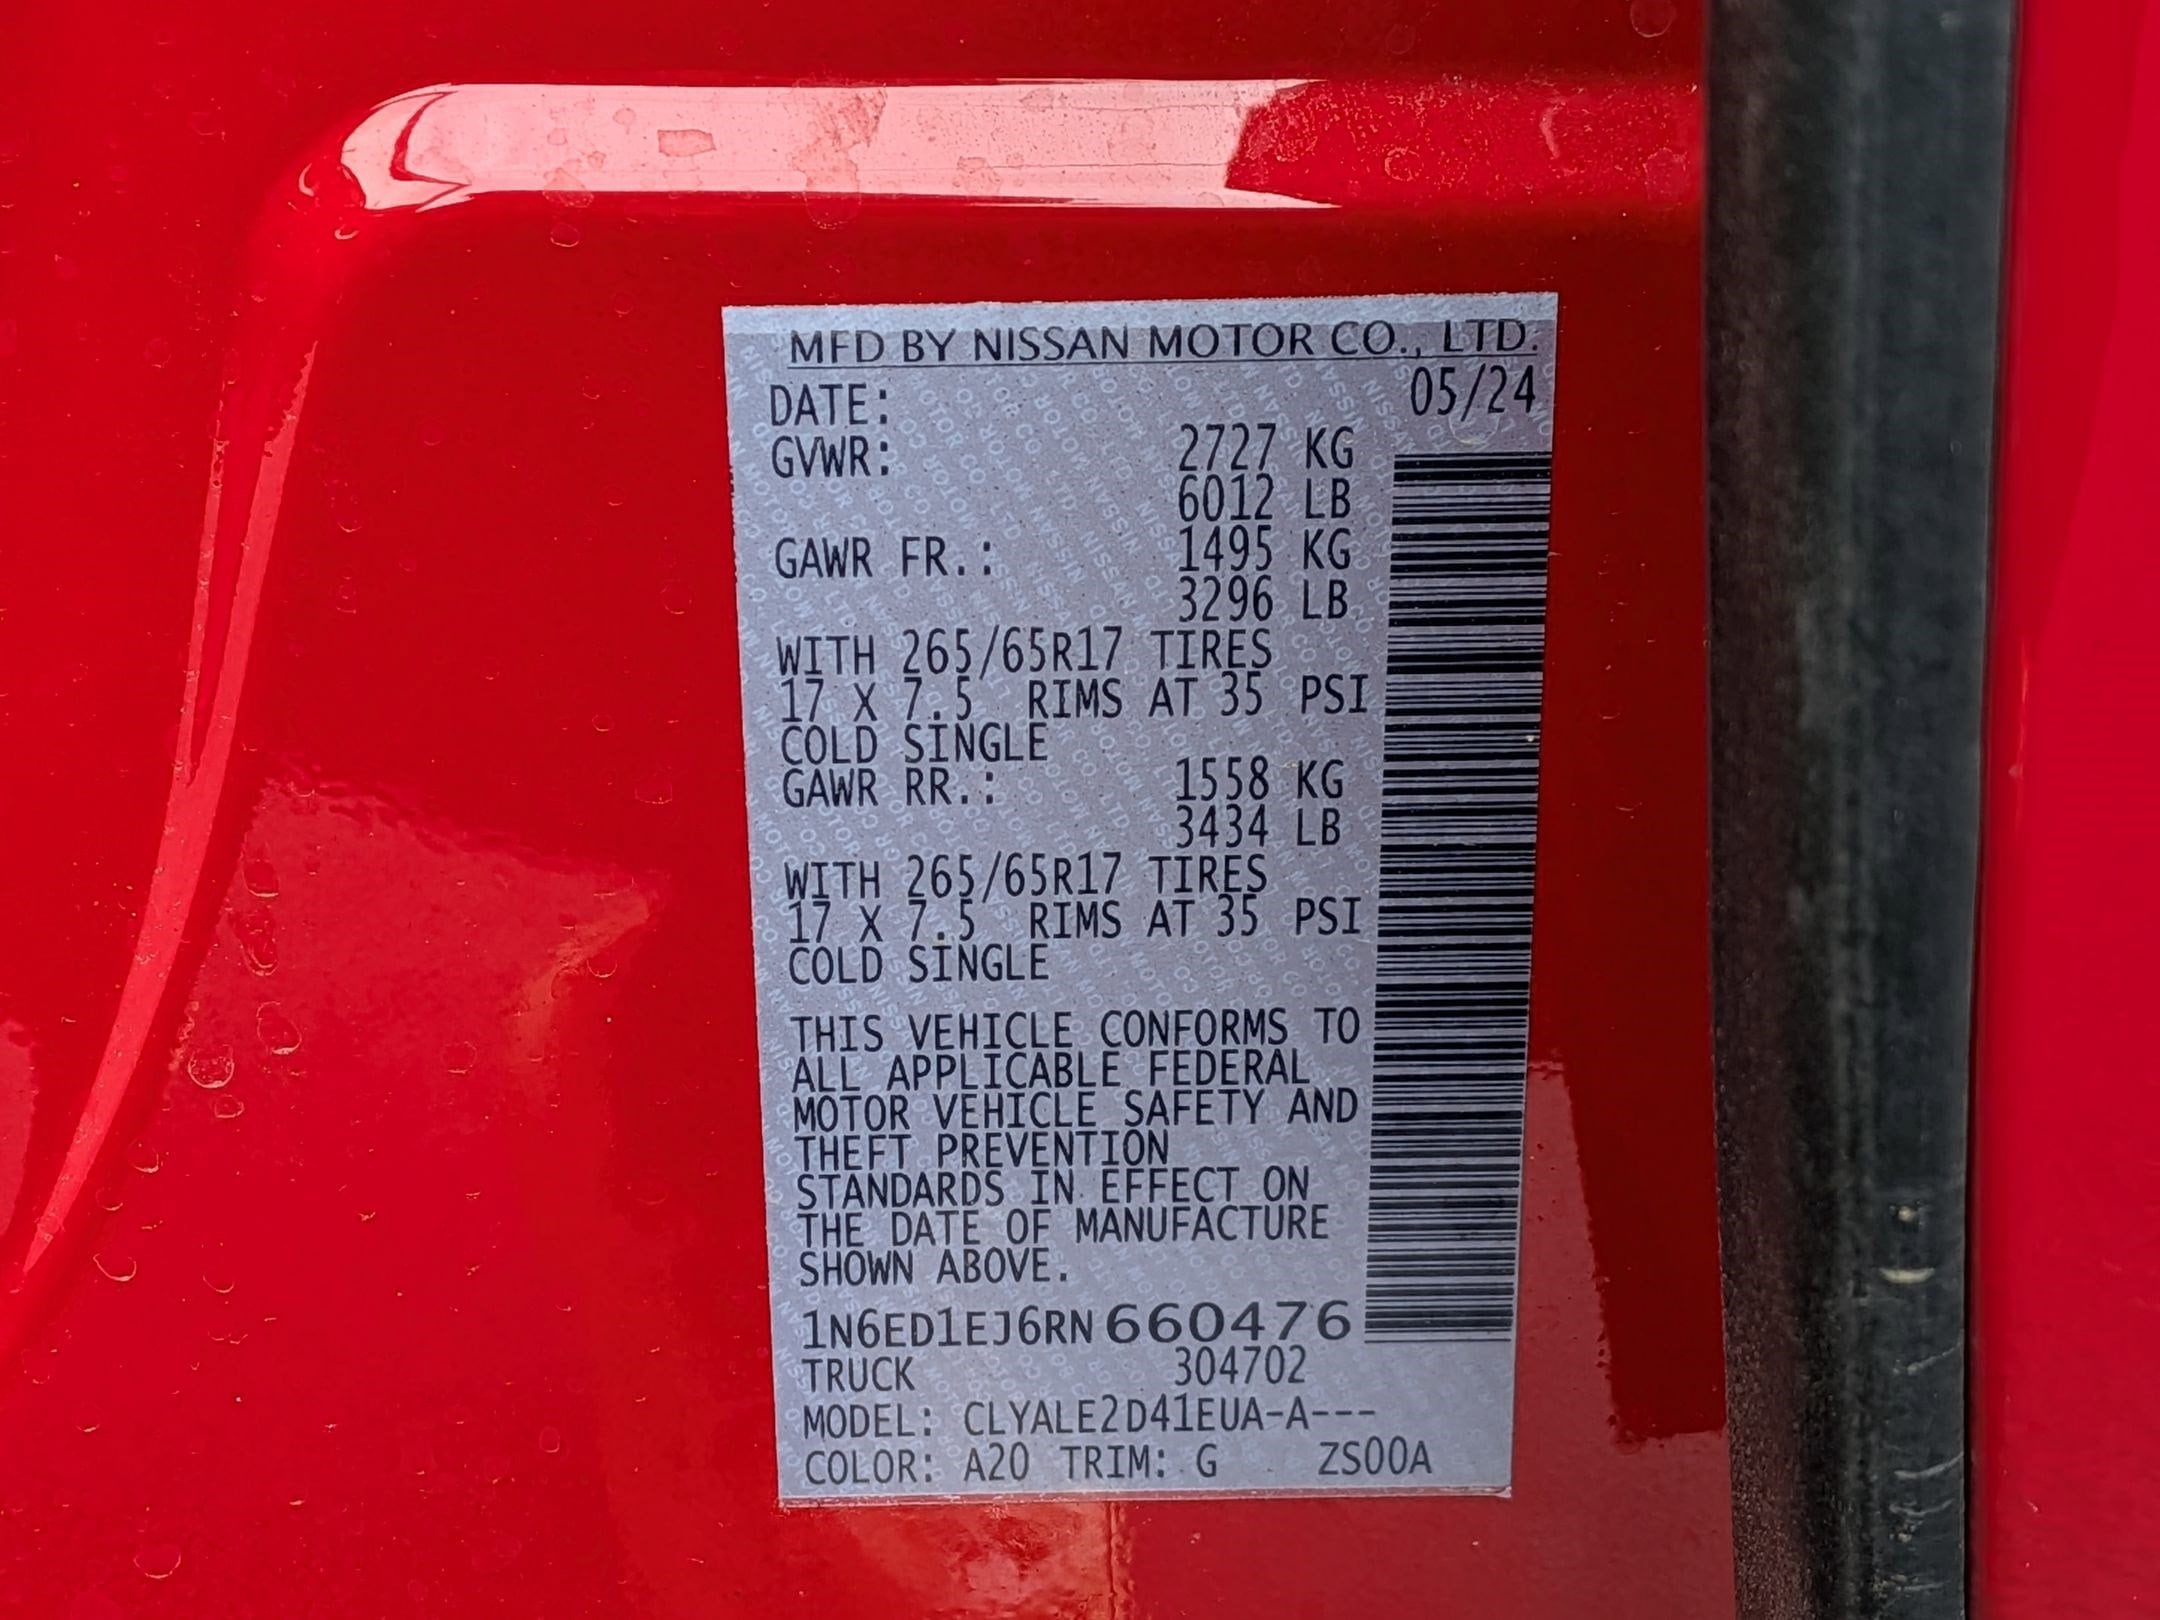 MFD BY NISSAN MOTOR CO., LTD.
DATE: 05/24
GVWR: 2727 KG
6012 LB
GAWR FR.: 1495 KG
3296 LB
WITH 265/65R17 TIRES
17 X 7.5 RIMS AT 35 PSI
COLD SINGLE
GAWR RR.: 1558 KG
3434 LB
WITH 265/65R17 TIRES
17 X 7.5 RIMS AT 35 PSI
COLD SINGLE
THIS VEHICLE CONFORMS TO
ALL APPLICABLE FEDERAL
MOTOR VEHICLE SAFETY AND
THEFT PREVENTION
STANDARDS IN EFFECT ON
THE DATE OF MANUFACTURE
SHOWN ABOVE.
1N6ED1EJ6RN660476
TRUCK 304702
MODEL: CLYALE2D41EUA-A---
COLOR: A20 TRIM: G ZS00A